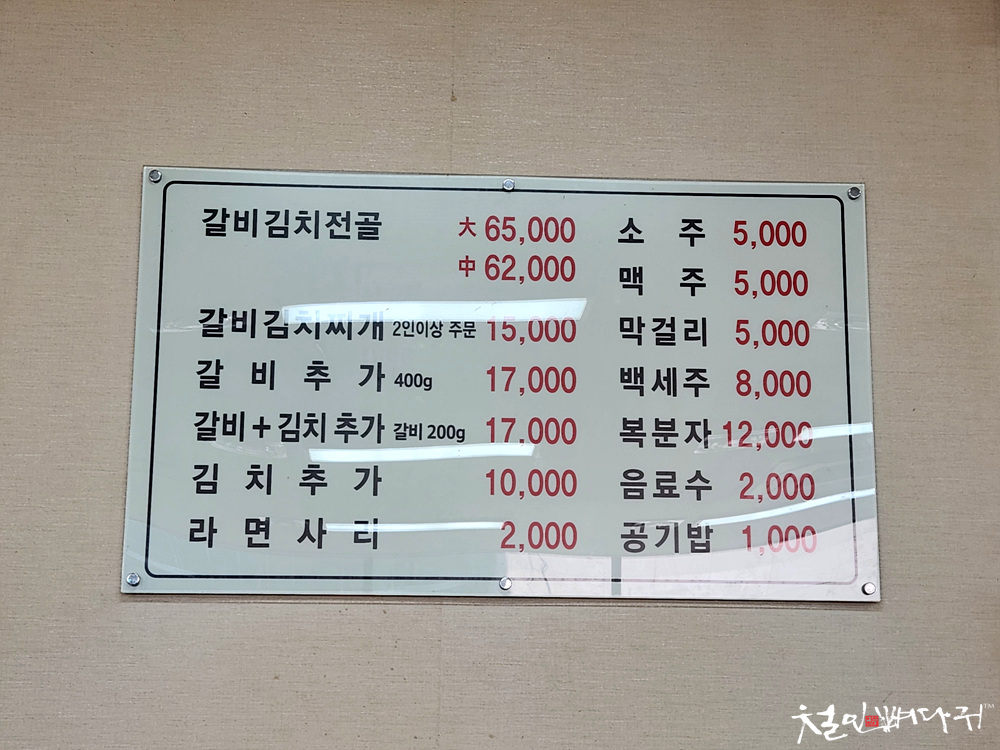 갈비김치전골 大 65,000
中 62,000
갈비김치찌개 2인이상 주문 15,000
갈비추가 400g 17,000
갈비+김치추가 갈비 200g 17,000
김치추가 10,000
라면사리 2,000
소주 5,000
맥주 5,000
막걸리 5,000
백세주 8,000
복분자 12,000
음료수 2,000
공기밥 1,000